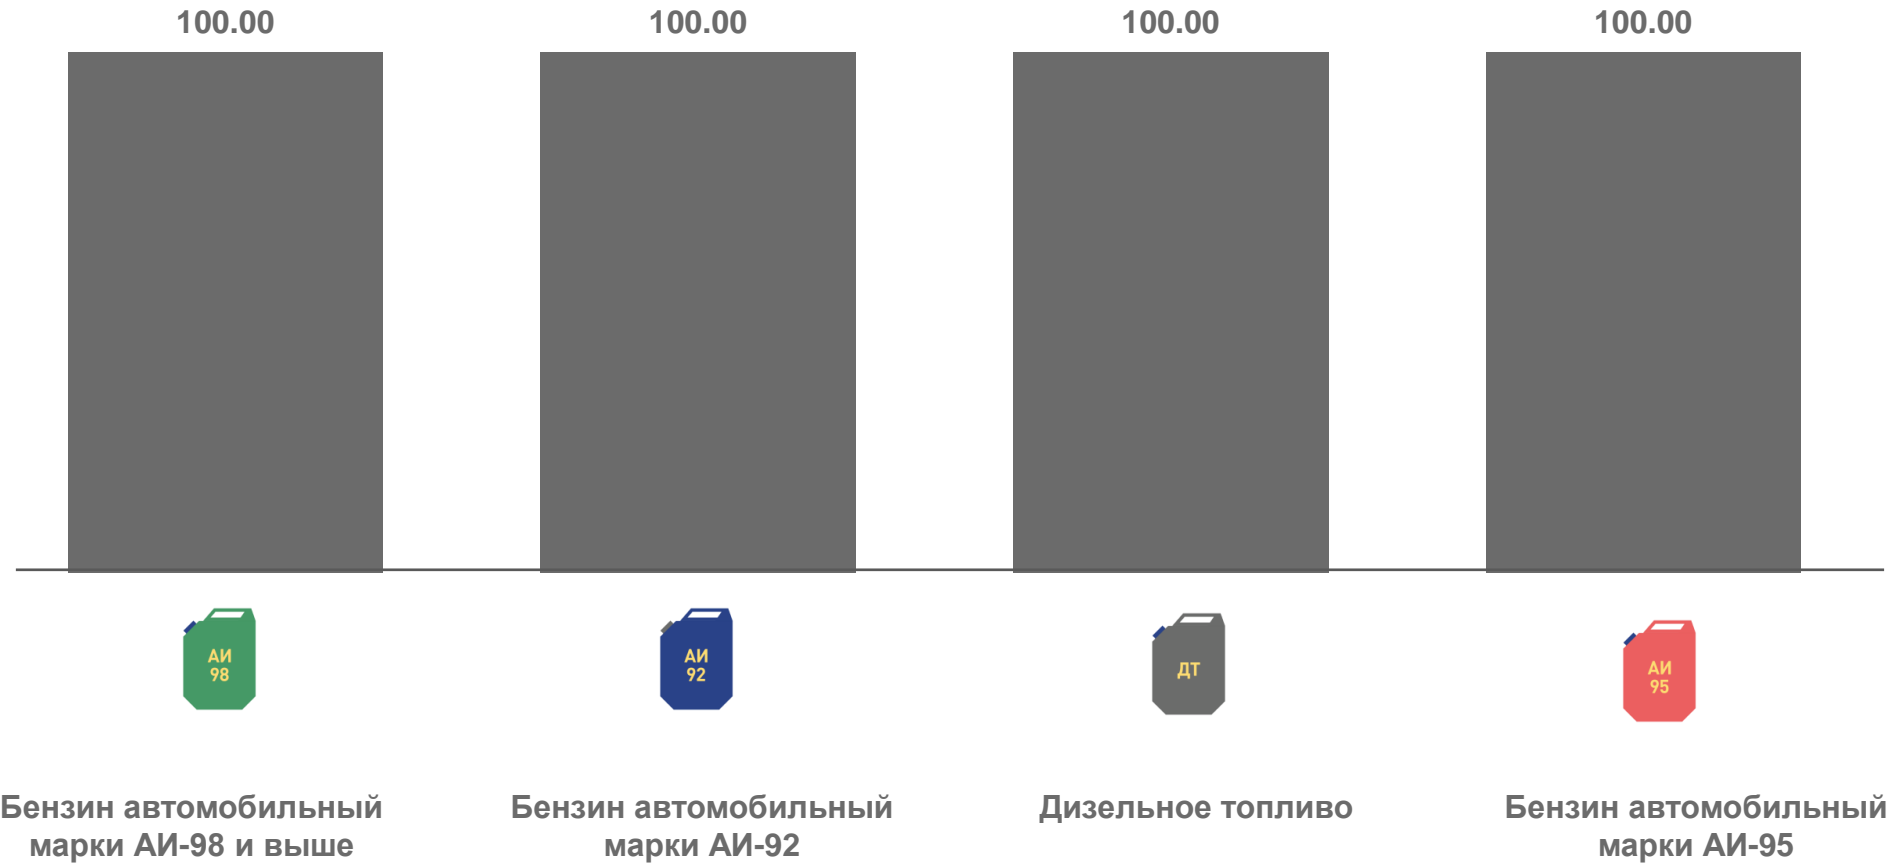 100.00
100.00
100.00
100.00
АИ
98
АИ
92
ДТ
АИ
95
Бензин автомобильный
марки АИ-98 и выше
Бензин автомобильный
марки АИ-92
Дизельное топливо
Бензин автомобильный
марки АИ-95